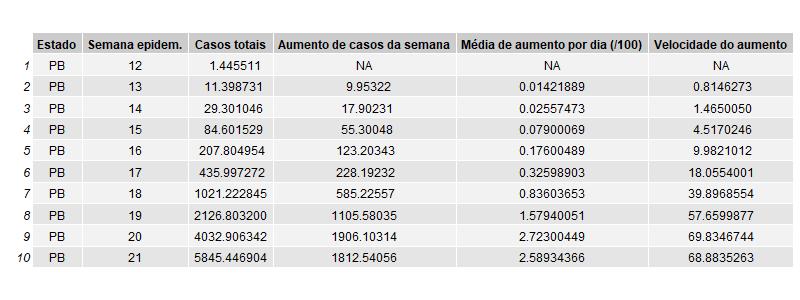 Estado Semana epidem. Casos totais Aumento de casos da semana Média de aumento por dia (/100) Velocidade do aumento
1 PB 12 1.445511 NA NA NA
2 PB 13 11.398731 9.95322 0.01421889 0.8146273
3 PB 14 29.301046 17.90231 0.02557473 1.4650050
4 PB 15 84.601529 55.30048 0.07900069 4.5170246
5 PB 16 207.804954 123.20343 0.17600489 9.9821012
6 PB 17 435.997272 228.19232 0.32598903 18.0554001
7 PB 18 1021.222845 585.22557 0.83603653 39.8968554
8 PB 19 2126.803200 1105.58035 1.57940051 57.6599877
9 PB 20 4032.906342 1906.10314 2.72300449 69.8346744
10 PB 21 5845.446904 1812.54056 2.58934366 68.8835263